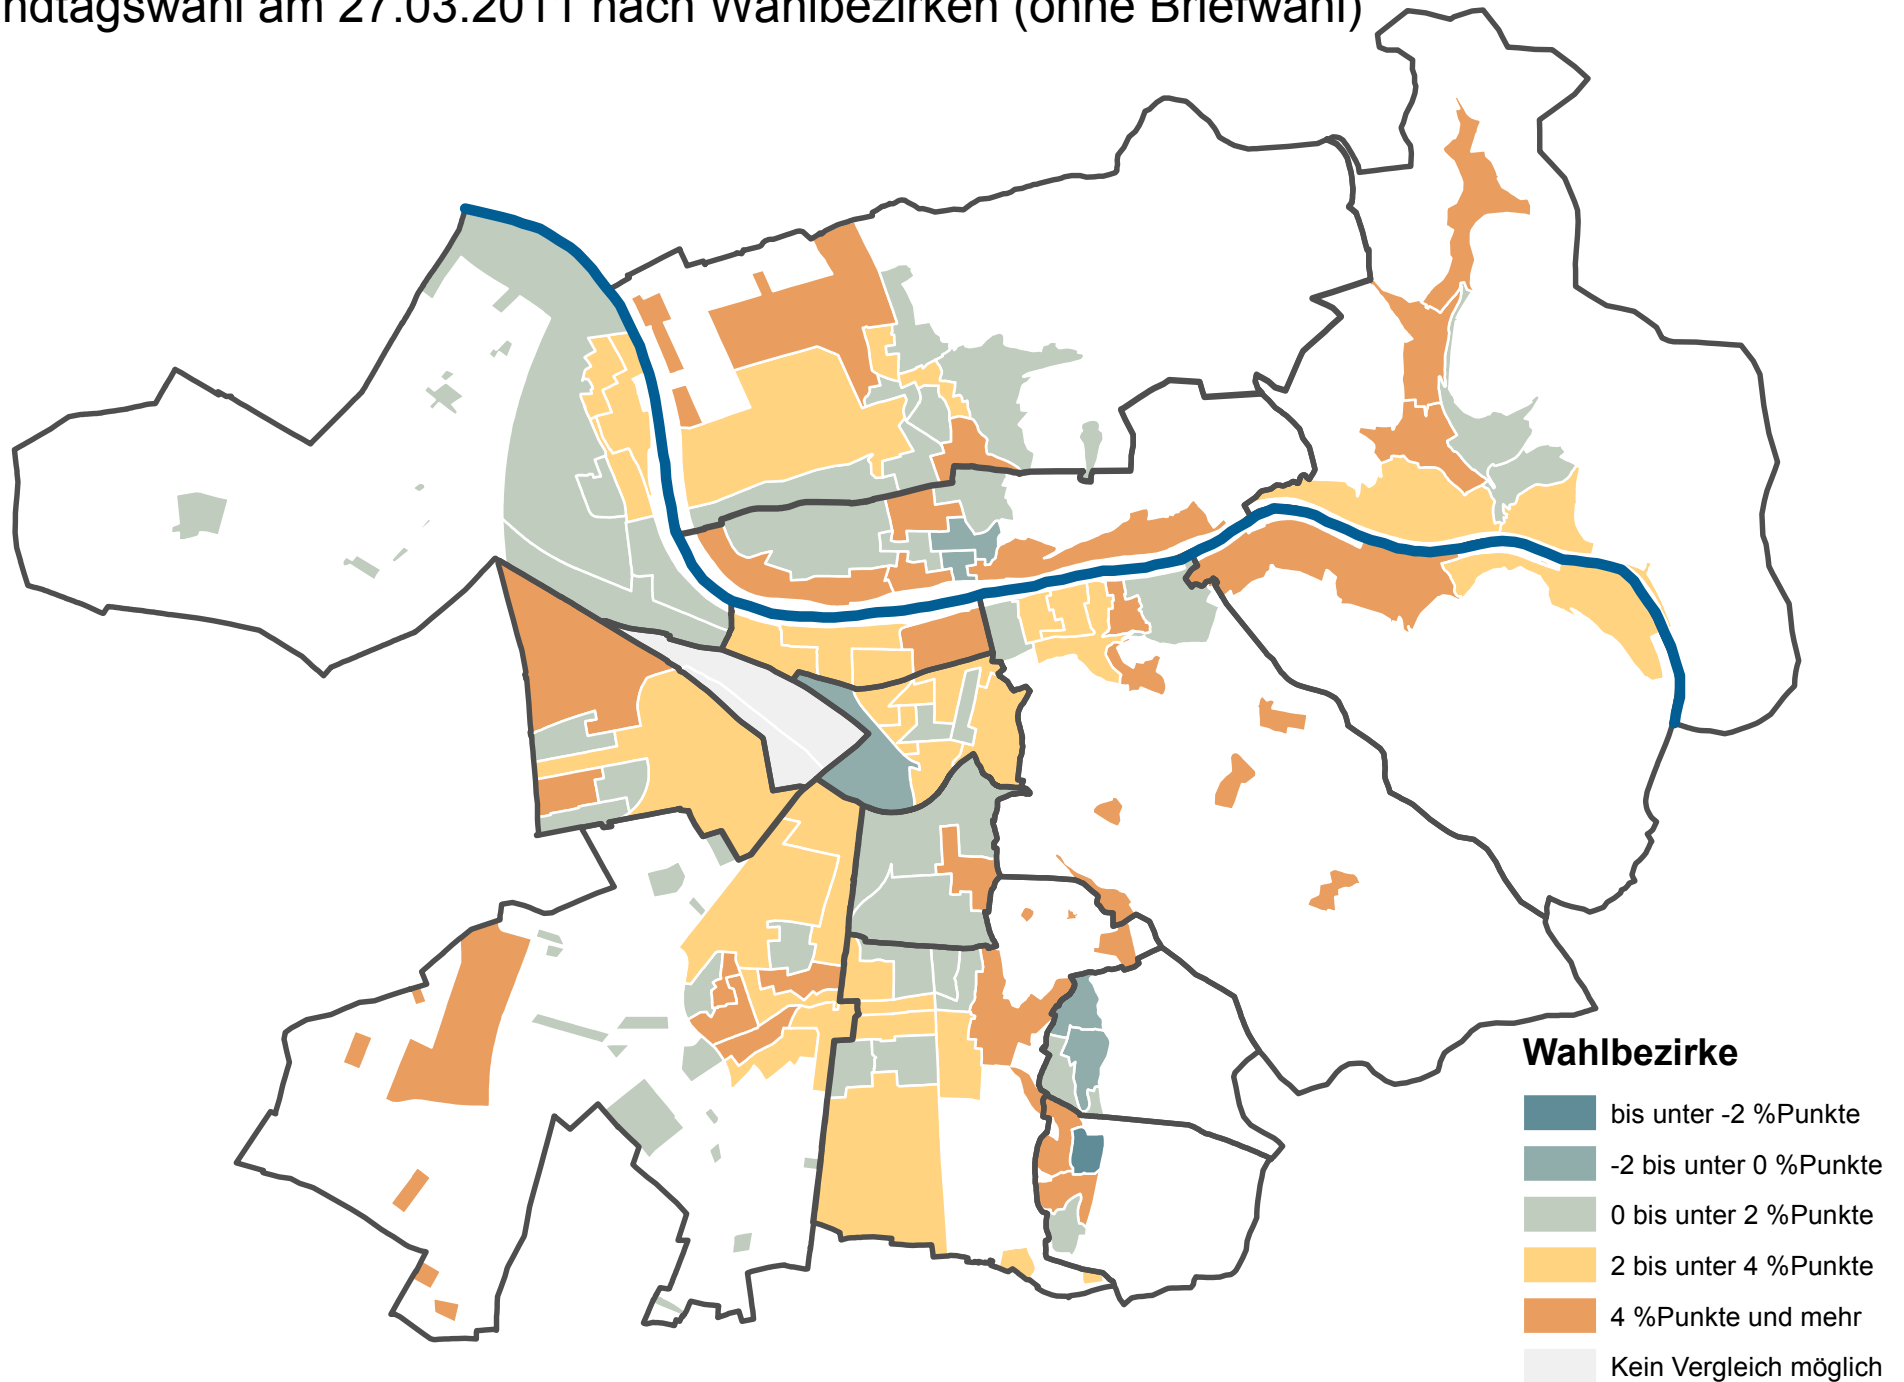 am 27.03.2011 nach Wahlbezirken (ohne Briefwahl)
Wahlbezirke
bis unter -2 %Punkte
-2 bis unter 0 %Punkte
0 bis unter 2 %Punkte
2 bis unter 4 %Punkte
4 %Punkte und mehr
Kein Vergleich möglich